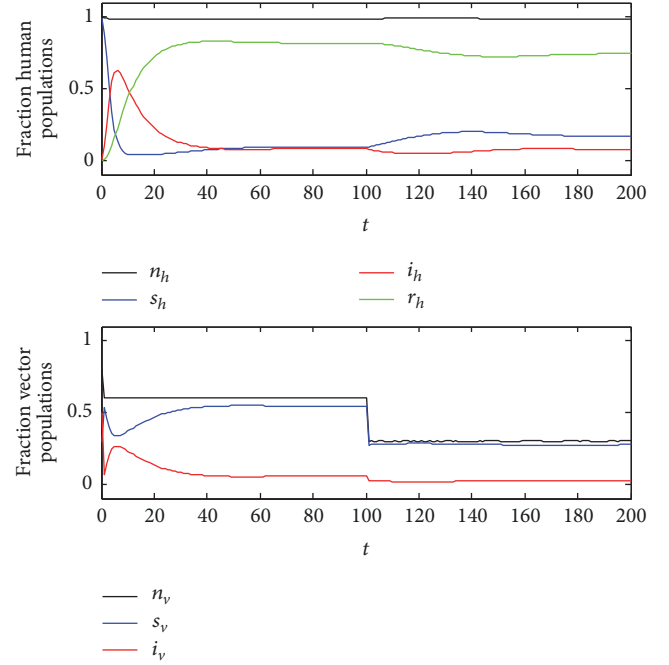 Fraction human
populations
1
0.5
0
0 20 40 60 80 100 120 140 160 180 200
t
n_h i_h
s_h r_h
Fraction vector
populations
1
0.5
0
0 20 40 60 80 100 120 140 160 180 200
t
n_v
s_v
i_v